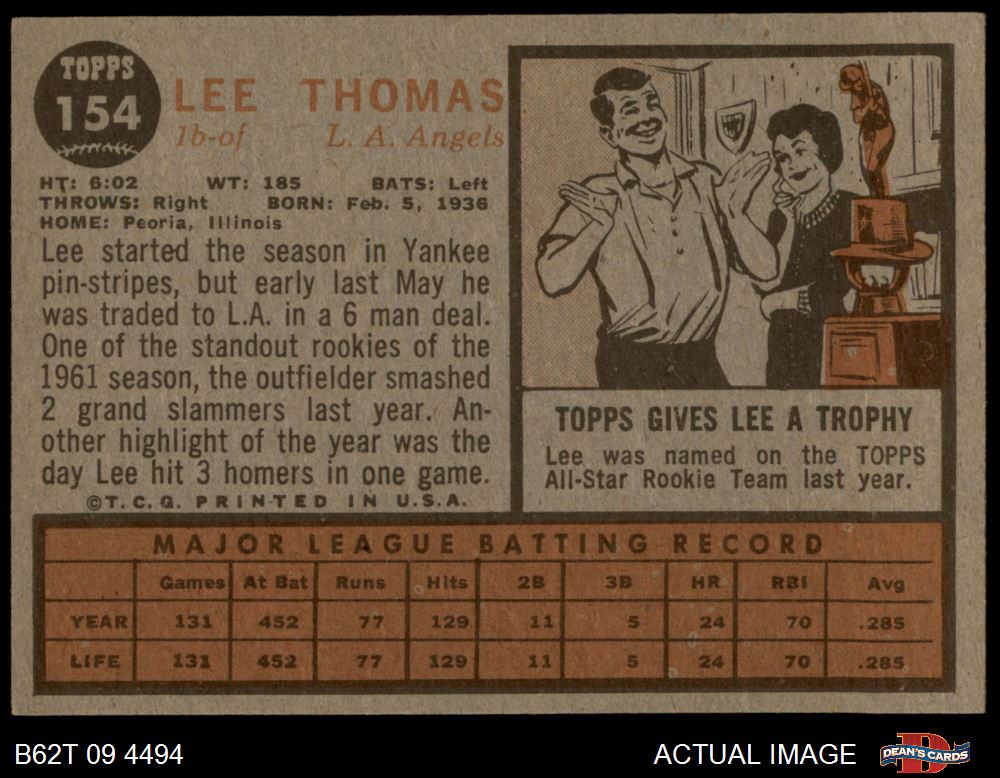 TOPPS
154
LEE THOMAS
1b-of L. A. Angels
HT: 6:02 WT: 185 BATS: Left
THROWS: Right BORN: Feb. 5, 1936
HOME: Peoria, Illinois
Lee started the season in Yankee
pin-stripes, but early last May he
was traded to L.A. in a 6 man deal.
One of the standout rookies of the
1961 season, the outfielder smashed
2 grand slammers last year. An-
other highlight of the year was the
day Lee hit 3 homers in one game.
©T.C.G. PRINTED IN U.S.A.
TOPPS GIVES LEE A TROPHY
Lee was named on the TOPPS
All-Star Rookie Team last year.
MAJOR LEAGUE BATTING RECORD
Games At Bat Runs Hits 2B 3B HR RBI Avg
YEAR 131 452 77 129 11 5 24 70 .285
LIFE 131 452 77 129 11 5 24 70 .285
B62T 09 4494 ACTUAL IMAGE DEAN'S CARDS